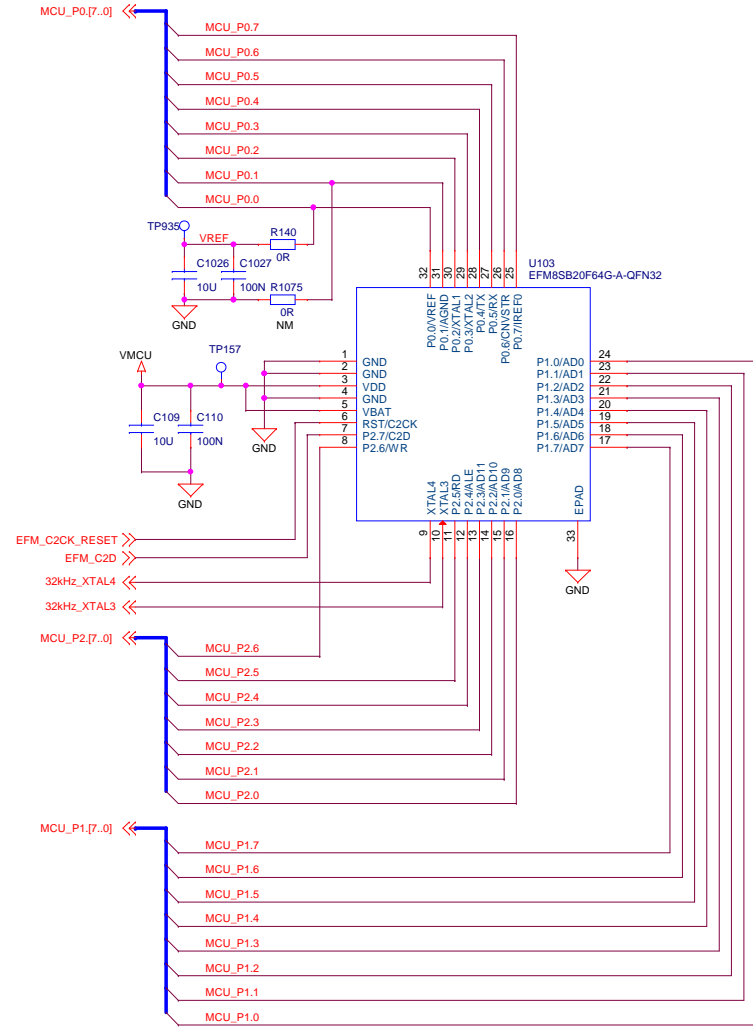 MCU_P0.[7..0]
MCU_P0.7
MCU_P0.6
MCU_P0.5
MCU_P0.4
MCU_P0.3
MCU_P0.2
MCU_P0.1
MCU_P0.0
TP935
VREF
R140
0R
C1026
10U
C1027
100N
R1075
0R
NM
GND
U103
EFM8SB20F64G-A-QFN32
32
31
30
29
28
27
26
25
P0.0/VREF
P0.1/AGND
P0.2/XTAL1
P0.3/XTAL2
P0.4/TX
P0.5/RX
P0.6/CNVSTR
P0.7/IREF0
VMCU
TP157
C109
10U
C110
100N
GND
GND
1 GND
2 GND
3 VDD
4 GND
5 VBAT
6 RST/C2CK
7 P2.7/C2D
8 P2.6/WR
P1.0/AD0 24
P1.1/AD1 23
P1.2/AD2 22
P1.3/AD3 21
P1.4/AD4 20
P1.5/AD5 19
P1.6/AD6 18
P1.7/AD7 17
XTAL4
XTAL3
P2.5/RD
P2.4/ALE
P2.3/AD11
P2.2/AD10
P2.1/AD9
P2.0/AD8
EPAD
9
10
11
12
13
14
15
16
33
GND
EFM_C2CK_RESET
EFM_C2D
32kHz_XTAL4
32kHz_XTAL3
MCU_P2.[7..0]
MCU_P2.6
MCU_P2.5
MCU_P2.4
MCU_P2.3
MCU_P2.2
MCU_P2.1
MCU_P2.0
MCU_P1.[7..0]
MCU_P1.7
MCU_P1.6
MCU_P1.5
MCU_P1.4
MCU_P1.3
MCU_P1.2
MCU_P1.1
MCU_P1.0